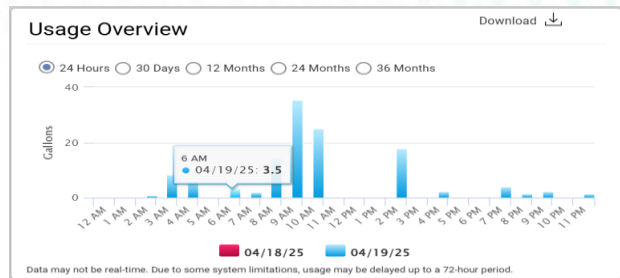 Usage Overview
Download
24 Hours 30 Days 12 Months 24 Months 36 Months
40
Gallons
20
6 AM
04/19/25: 3.5
0
12 AM 1 AM 2 AM 3 AM 4 AM 5 AM 6 AM 7 AM 8 AM 9 AM 10 AM 11 AM 12 PM 1 PM 2 PM 3 PM 4 PM 5 PM 6 PM 7 PM 8 PM 9 PM 10 PM 11 PM
04/18/25 04/19/25
Data may not be real-time. Due to some system limitations, usage may be delayed up to a 72-hour period.